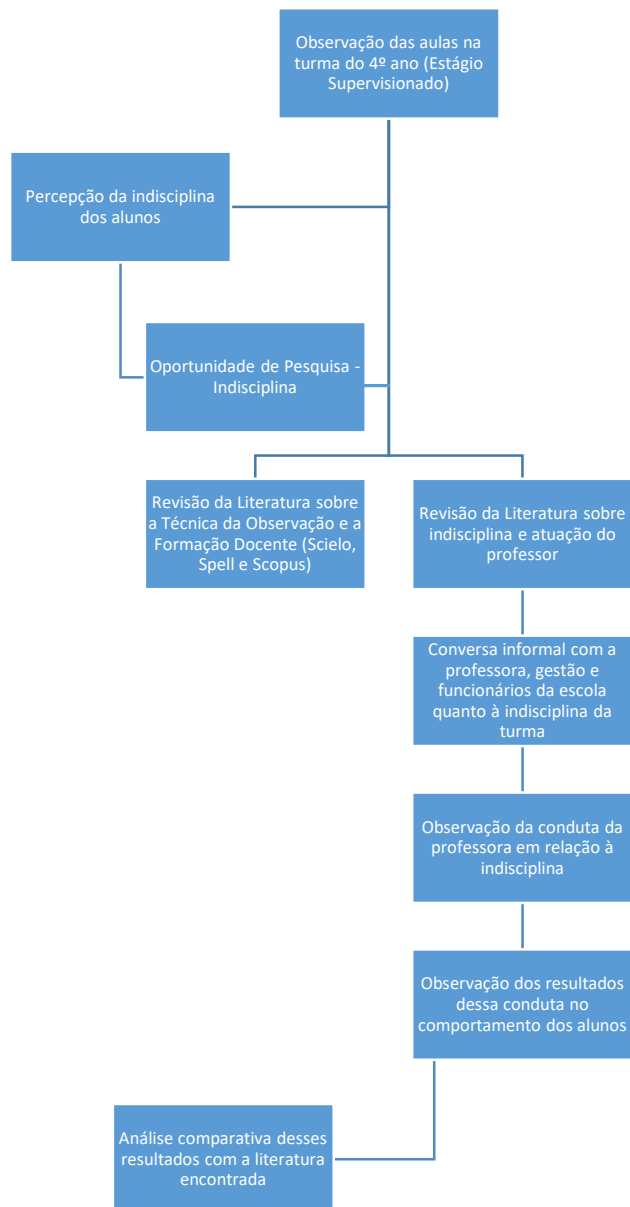 Observação das aulas na
turma do 4º ano (Estágio
Supervisionado)
Percepção da indisciplina
dos alunos
Oportunidade de Pesquisa -
Indisciplina
Revisão da Literatura sobre
a Técnica da Observação e a
Formação Docente (Scielo,
Spell e Scopus)
Revisão da Literatura sobre
indisciplina e atuação do
professor
Conversa informal com a
professora, gestão e
funcionários da escola
quanto à indisciplina da
turma
Observação da conduta da
professora em relação à
indisciplina
Observação dos resultados
dessa conduta no
comportamento dos alunos
Análise comparativa desses
resultados com a literatura
encontrada